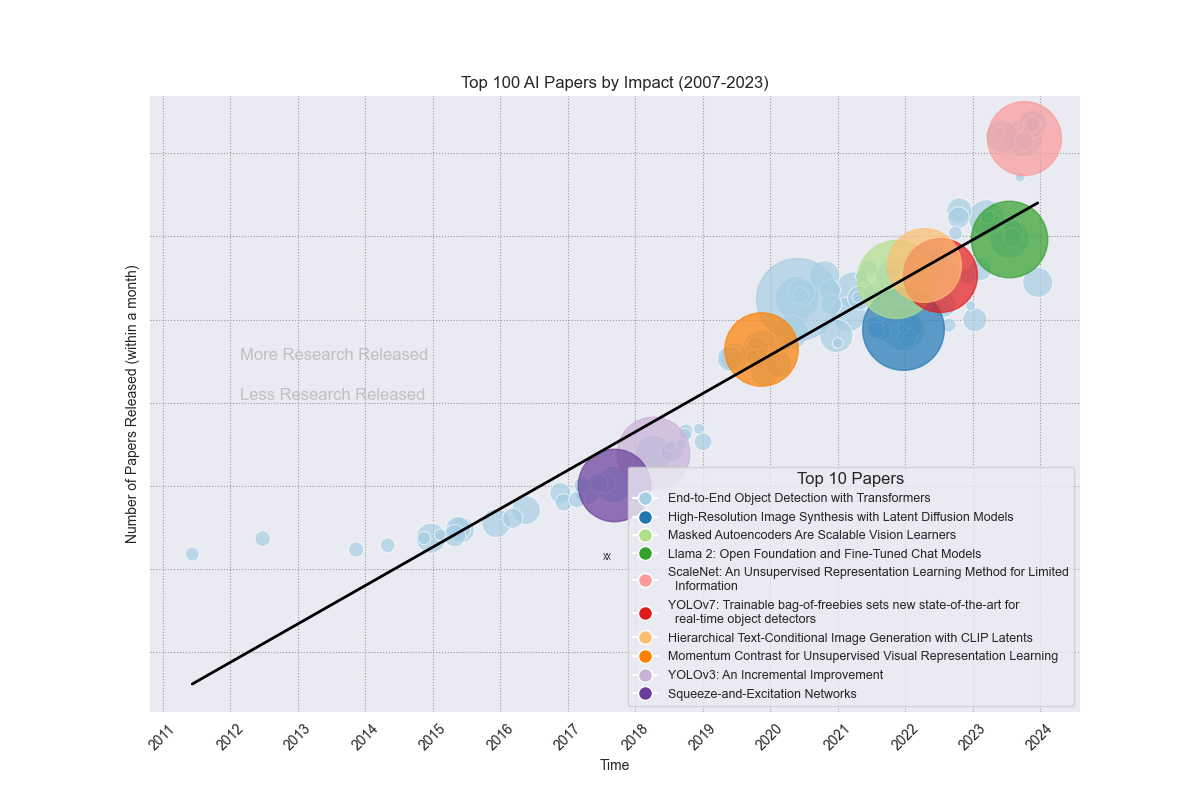 Top 100 AI Papers by Impact (2007-2023)
Number of Papers Released (within a month)
More Research Released
Less Research Released
xx
Top 10 Papers
End-to-End Object Detection with Transformers
High-Resolution Image Synthesis with Latent Diffusion Models
Masked Autoencoders Are Scalable Vision Learners
Llama 2: Open Foundation and Fine-Tuned Chat Models
ScaleNet: An Unsupervised Representation Learning Method for Limited
Information
YOLOv7: Trainable bag-of-freebies sets new state-of-the-art for
real-time object detectors
Hierarchical Text-Conditional Image Generation with CLIP Latents
Momentum Contrast for Unsupervised Visual Representation Learning
YOLOv3: An Incremental Improvement
Squeeze-and-Excitation Networks
2011 2012 2013 2014 2015 2016 2017 2018 2019 2020 2021 2022 2023 2024
Time